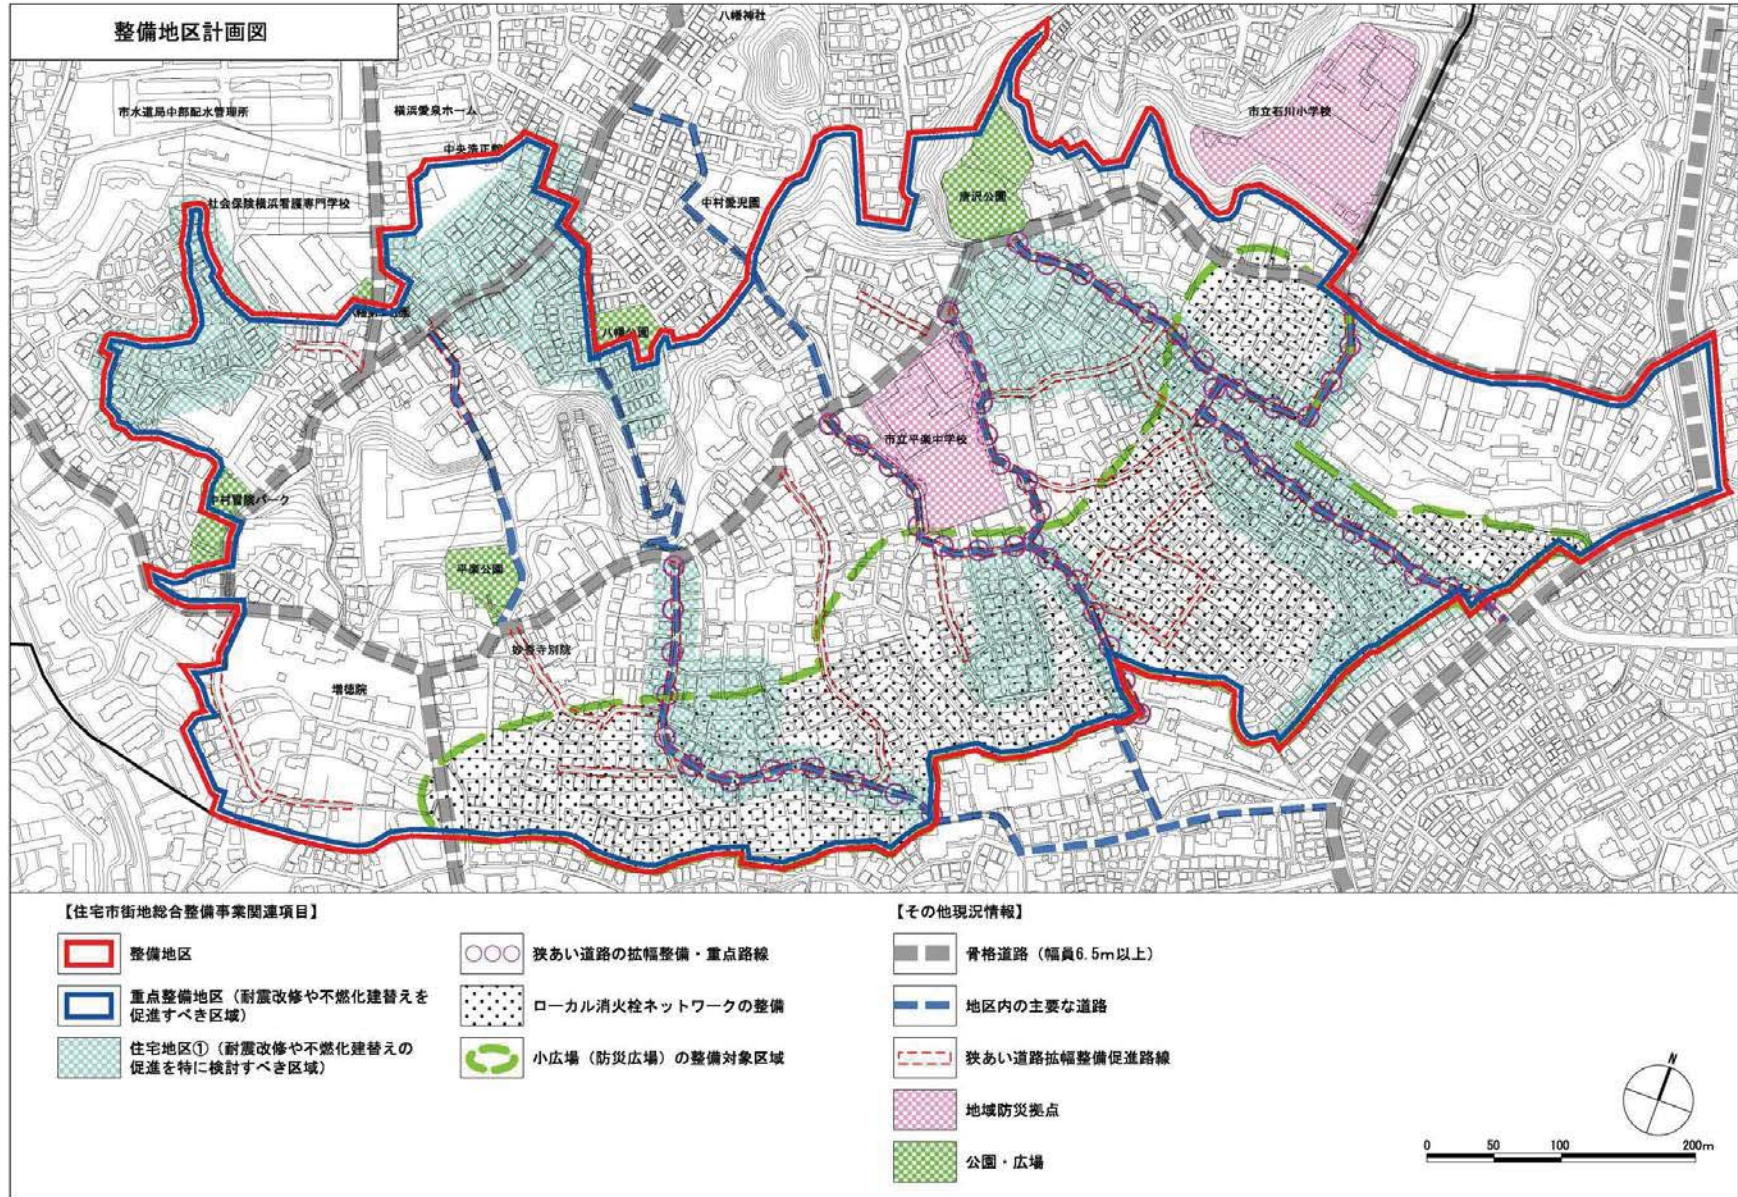 整備地区計画図
八幡神社
市水道局中部配水管理所
横浜愛泉ホーム
市立石川小学校
中央浩正館
社会保険横浜看護専門学校
中村愛児園
唐沢公園
八幡公園
市立平楽中学校
中村冒険パーク
平楽公園
妙香寺別院
増徳院
【住宅市街地総合整備事業関連項目】
整備地区
重点整備地区（耐震改修や不燃化建替えを
促進すべき区域）
住宅地区①（耐震改修や不燃化建替えの
促進を特に検討すべき区域）
狭あい道路の拡幅整備・重点路線
ローカル消火栓ネットワークの整備
小広場（防災広場）の整備対象区域
【その他現況情報】
骨格道路（幅員6.5m以上）
地区内の主要な道路
狭あい道路拡幅整備促進路線
地域防災拠点
公園・広場
N
0 50 100 200m